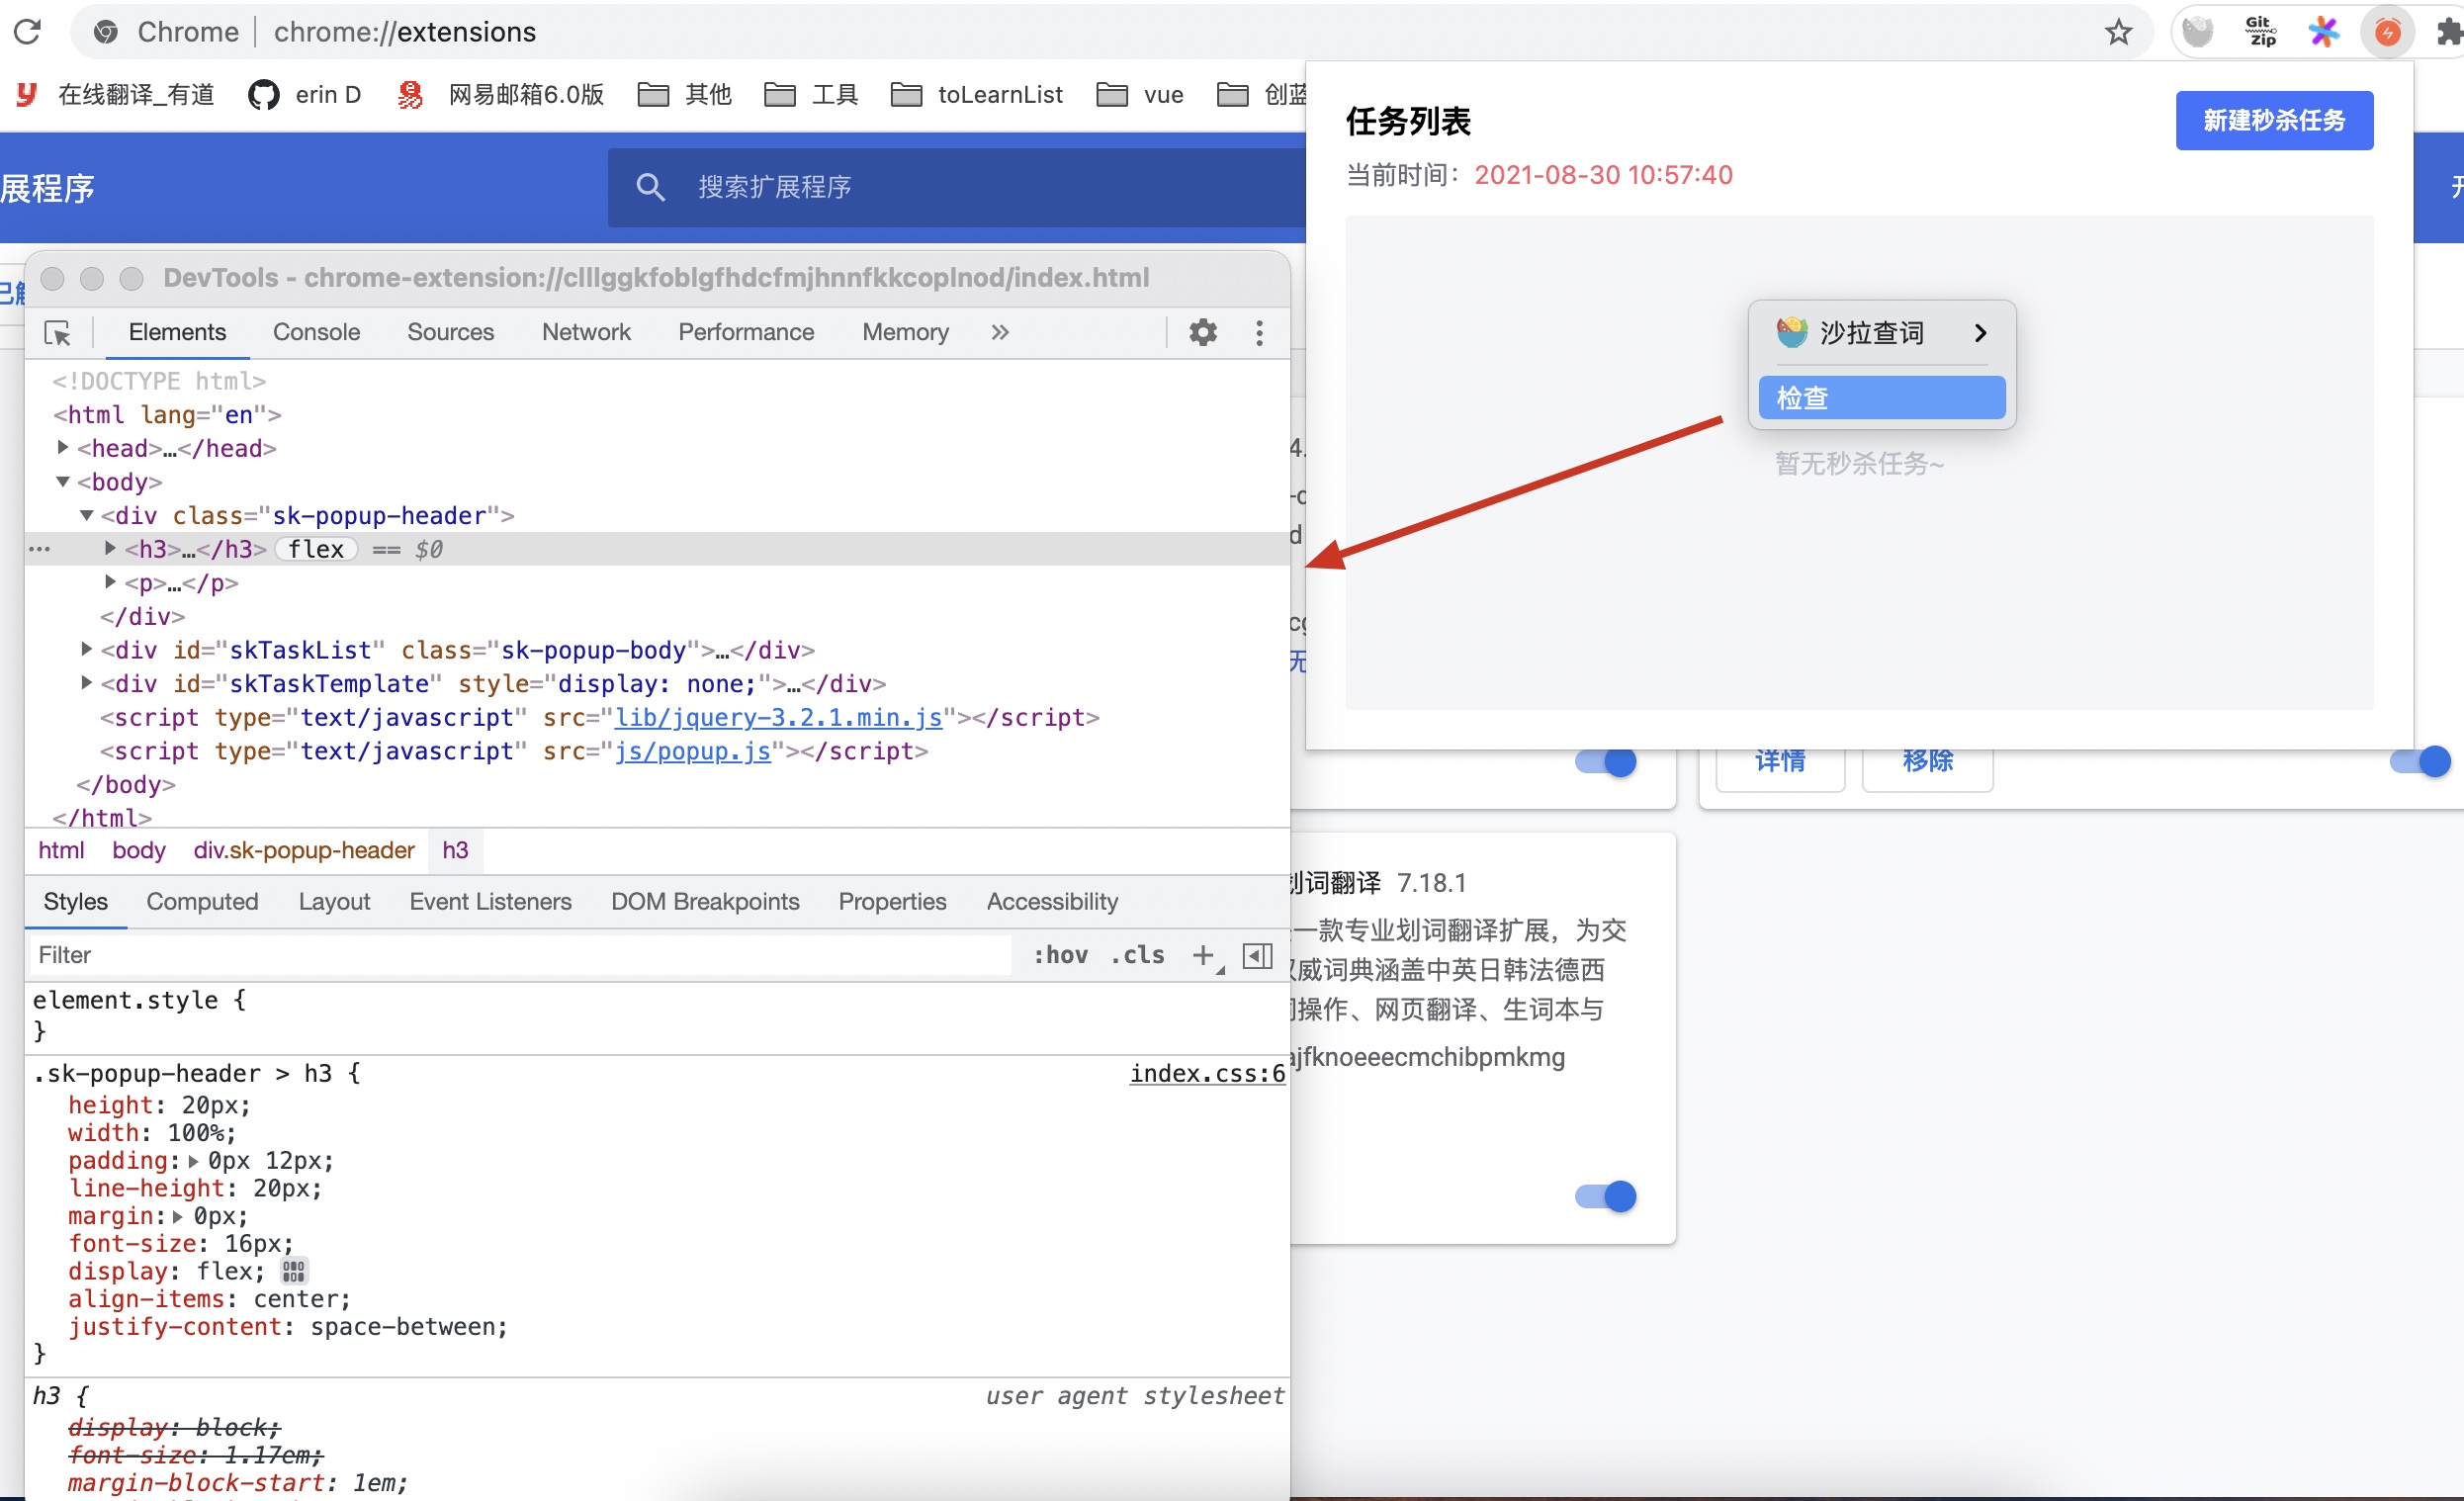 Chrome | chrome://extensions
Git Zip
在线翻译_有道
erin D
网易邮箱6.0版
其他
工具
toLearnList
vue
创蓝
展程序
搜索扩展程序
任务列表
新建秒杀任务
当前时间：2021-08-30 10:57:40
沙拉查词
检查
暂无秒杀任务~
DevTools - chrome-extension://clllggkfoblgfhdcfmjhnnfkkcoplnod/index.html
Elements Console Sources Network Performance Memory »
<!DOCTYPE html>
<html lang="en">
<head>…</head>
<body>
<div class="sk-popup-header">
<h3>…</h3> flex == $0
<p>…</p>
</div>
<div id="skTaskList" class="sk-popup-body">…</div>
<div id="skTaskTemplate" style="display: none;">…</div>
<script type="text/javascript" src="lib/jquery-3.2.1.min.js"></script>
<script type="text/javascript" src="js/popup.js"></script>
</body>
</html>
html body div.sk-popup-header h3
Styles Computed Layout Event Listeners DOM Breakpoints Properties Accessibility
Filter :hov .cls +
element.style {
}
.sk-popup-header > h3 { index.css:6
height: 20px;
width: 100%;
padding: 0px 12px;
line-height: 20px;
margin: 0px;
font-size: 16px;
display: flex;
align-items: center;
justify-content: space-between;
}
h3 { user agent stylesheet
display: block;
font-size: 1.17em;
margin-block-start: 1em;
详情
移除
划词翻译 7.18.1
一款专业划词翻译扩展，为交
权威词典涵盖中英日韩法德西
词操作、网页翻译、生词本与
ajfknoeeecmchibpmkmg